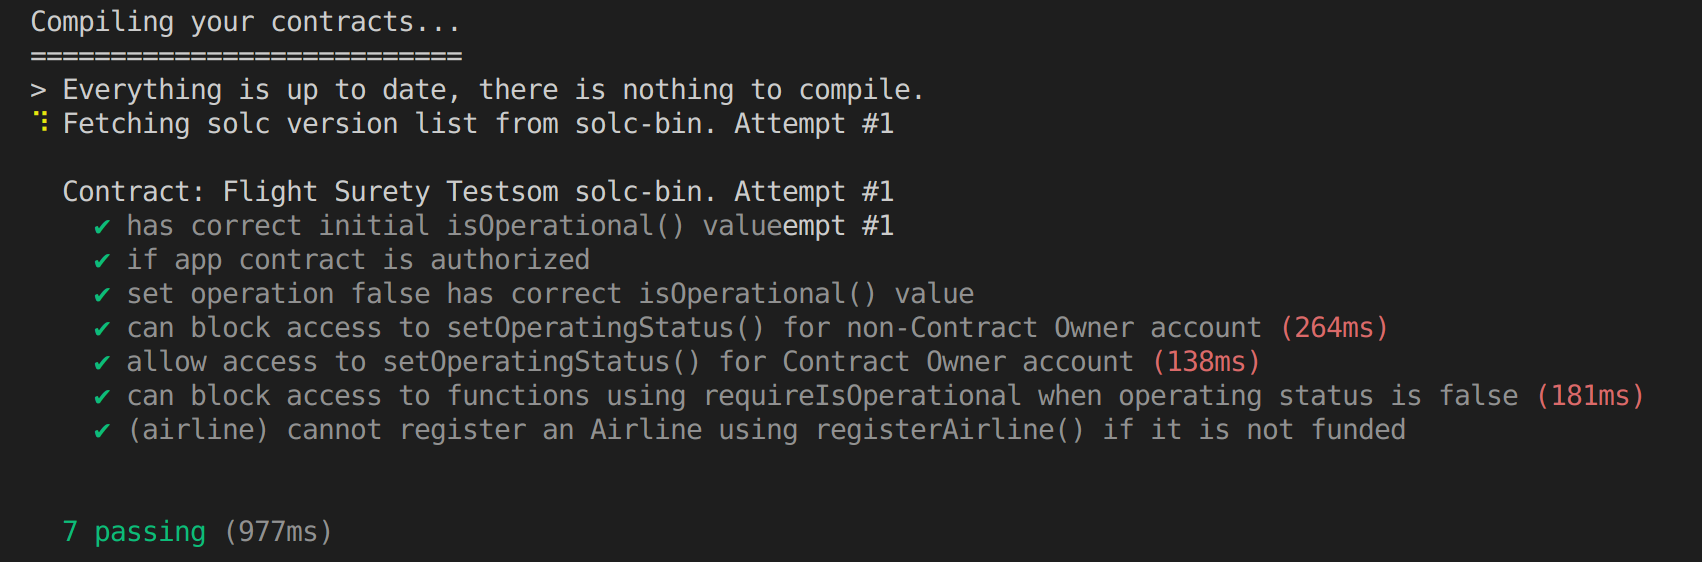 Compiling your contracts...
===========================
> Everything is up to date, there is nothing to compile.
⠹ Fetching solc version list from solc-bin. Attempt #1
Contract: Flight Surety Testsom solc-bin. Attempt #1
✔ has correct initial isOperational() valueempt #1
✔ if app contract is authorized
✔ set operation false has correct isOperational() value
✔ can block access to setOperatingStatus() for non-Contract Owner account (264ms)
✔ allow access to setOperatingStatus() for Contract Owner account (138ms)
✔ can block access to functions using requireIsOperational when operating status is false (181ms)
✔ (airline) cannot register an Airline using registerAirline() if it is not funded
7 passing (977ms)